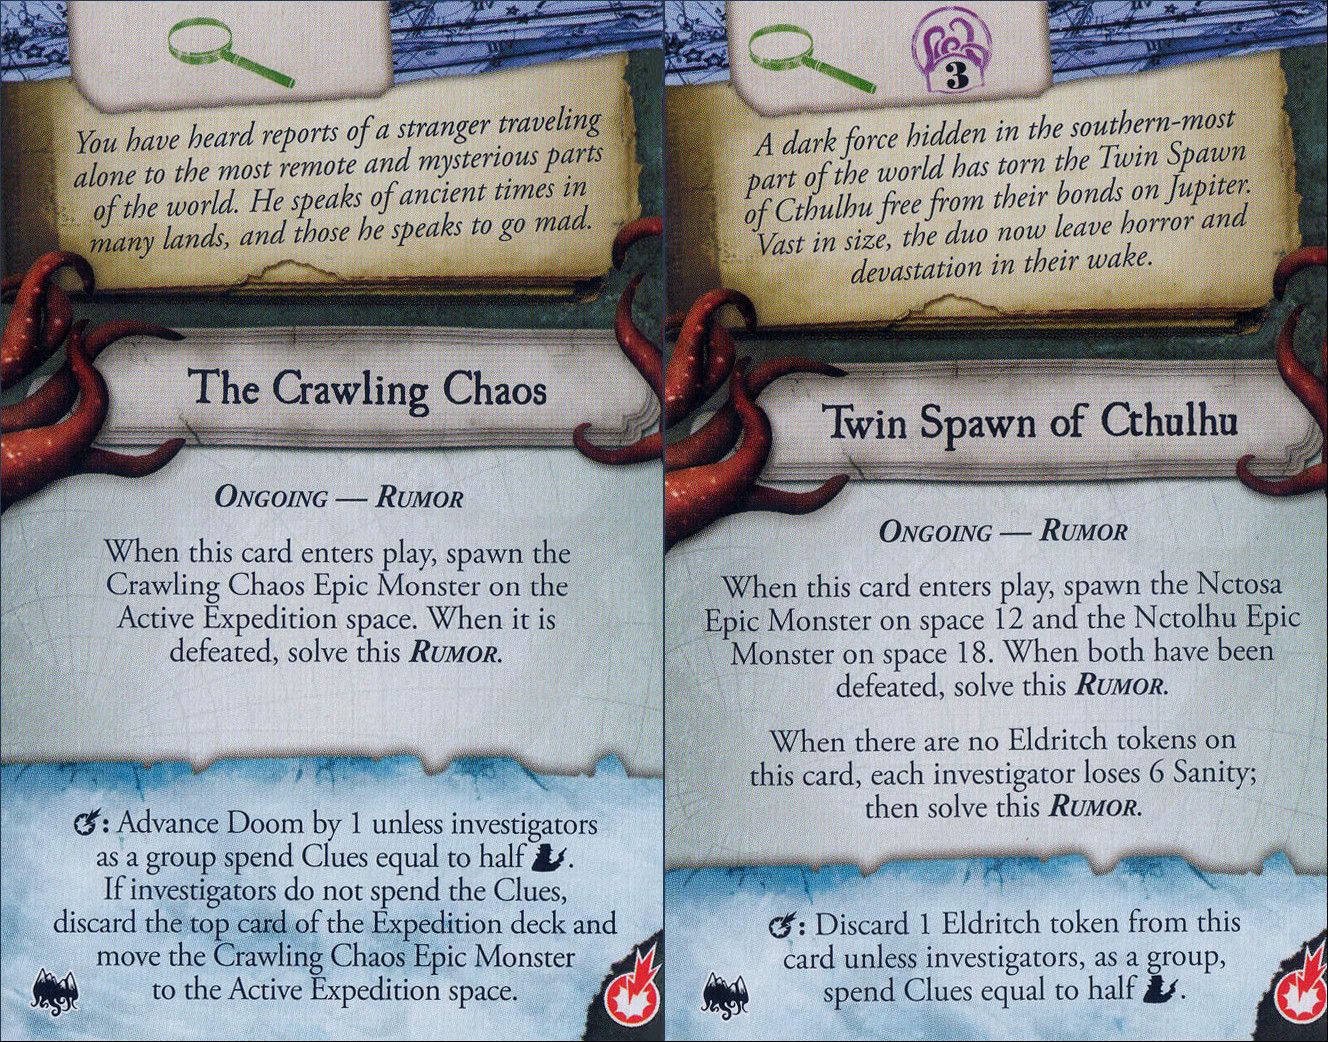 You have heard reports of a stranger traveling
alone to the most remote and mysterious parts
of the world. He speaks of ancient times in
many lands, and those he speaks to go mad.
The Crawling Chaos
ONGOING — RUMOR
When this card enters play, spawn the
Crawling Chaos Epic Monster on the
Active Expedition space. When it is
defeated, solve this RUMOR.
: Advance Doom by 1 unless investigators
as a group spend Clues equal to half .
If investigators do not spend the Clues,
discard the top card of the Expedition deck and
move the Crawling Chaos Epic Monster
to the Active Expedition space.
3
A dark force hidden in the southern-most
part of the world has torn the Twin Spawn
of Cthulhu free from their bonds on Jupiter.
Vast in size, the duo now leave horror and
devastation in their wake.
Twin Spawn of Cthulhu
ONGOING — RUMOR
When this card enters play, spawn the Nctosa
Epic Monster on space 12 and the Nctolhu Epic
Monster on space 18. When both have been
defeated, solve this RUMOR.
When there are no Eldritch tokens on
this card, each investigator loses 6 Sanity;
then solve this RUMOR.
: Discard 1 Eldritch token from this
card unless investigators, as a group,
spend Clues equal to half .